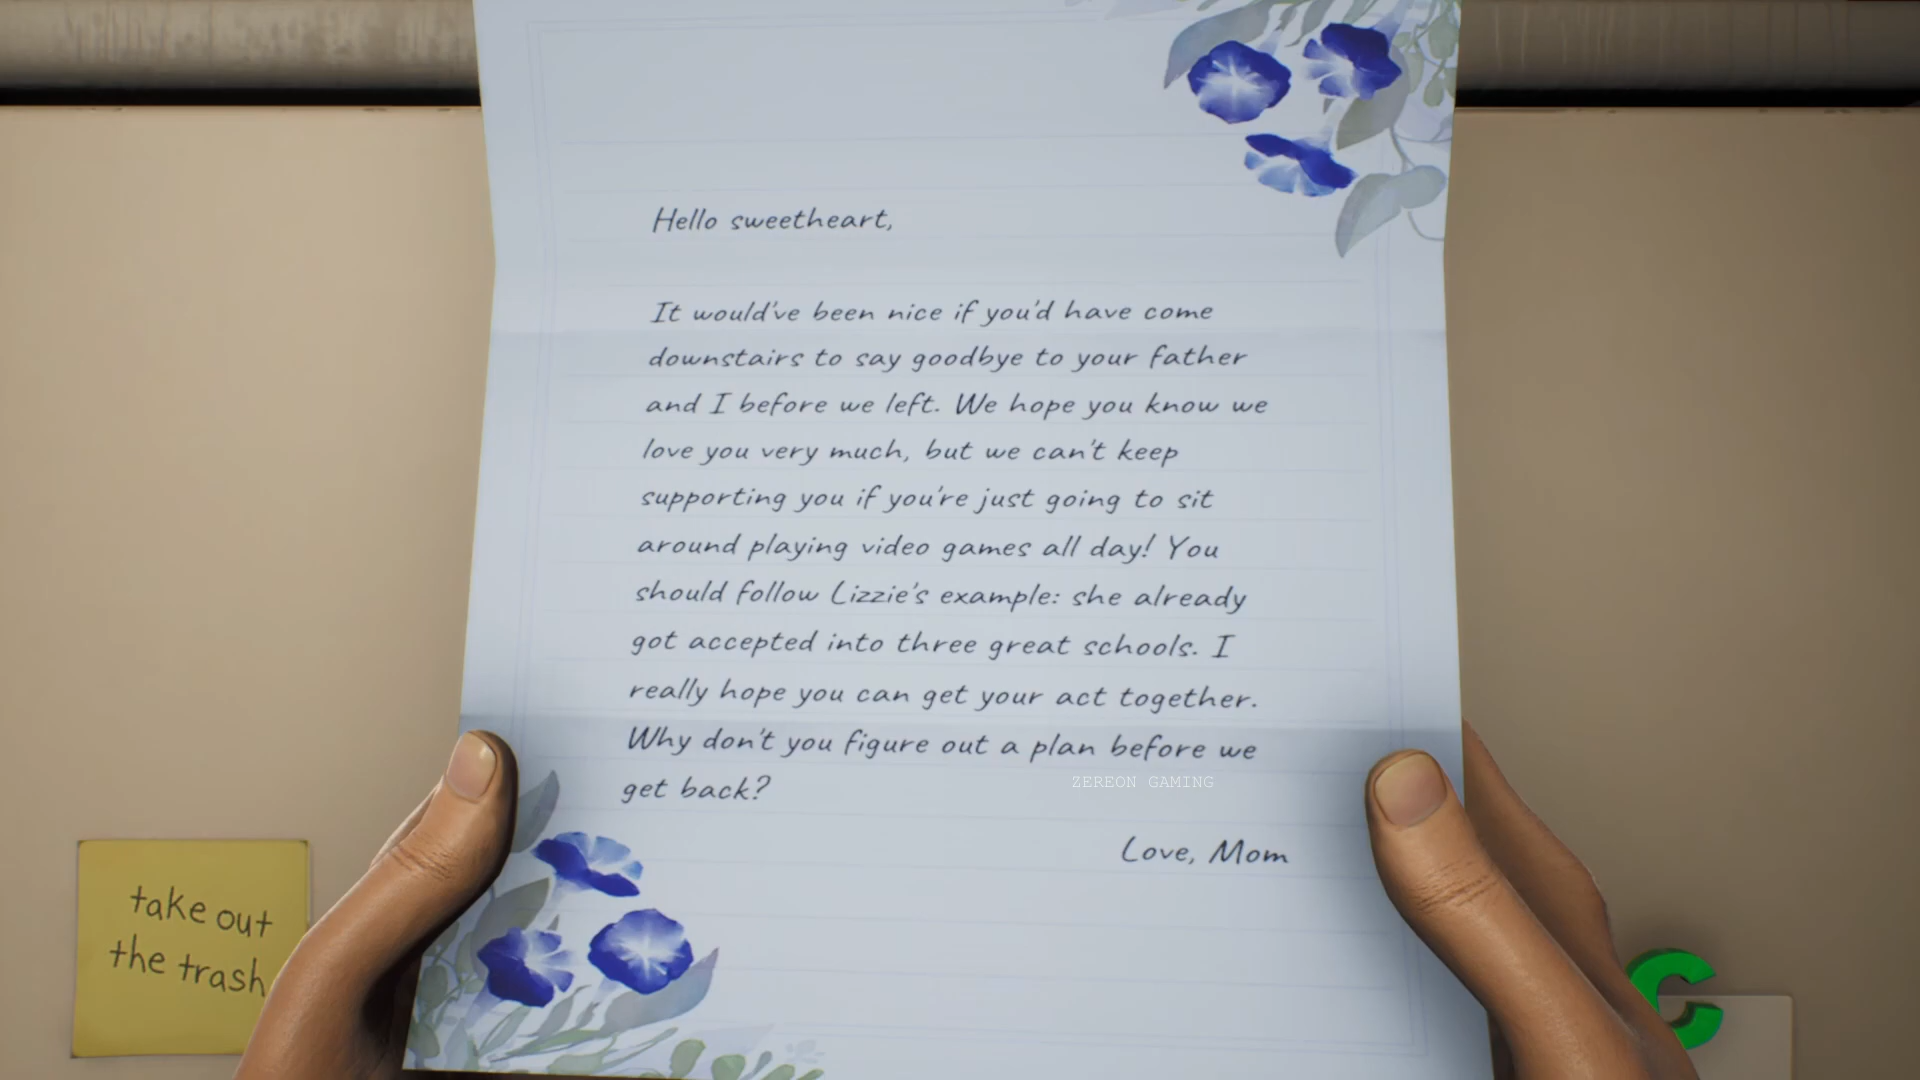 Hello sweetheart,
It would've been nice if you'd have come
downstairs to say goodbye to your father
and I before we left. We hope you know we
love you very much, but we can't keep
supporting you if you're just going to sit
around playing video games all day! You
should follow Lizzie's example: she already
got accepted into three great schools. I
really hope you can get your act together.
Why don't you figure out a plan before we
get back?
ZEREON GAMING
Love, Mom
take out
the trash
C